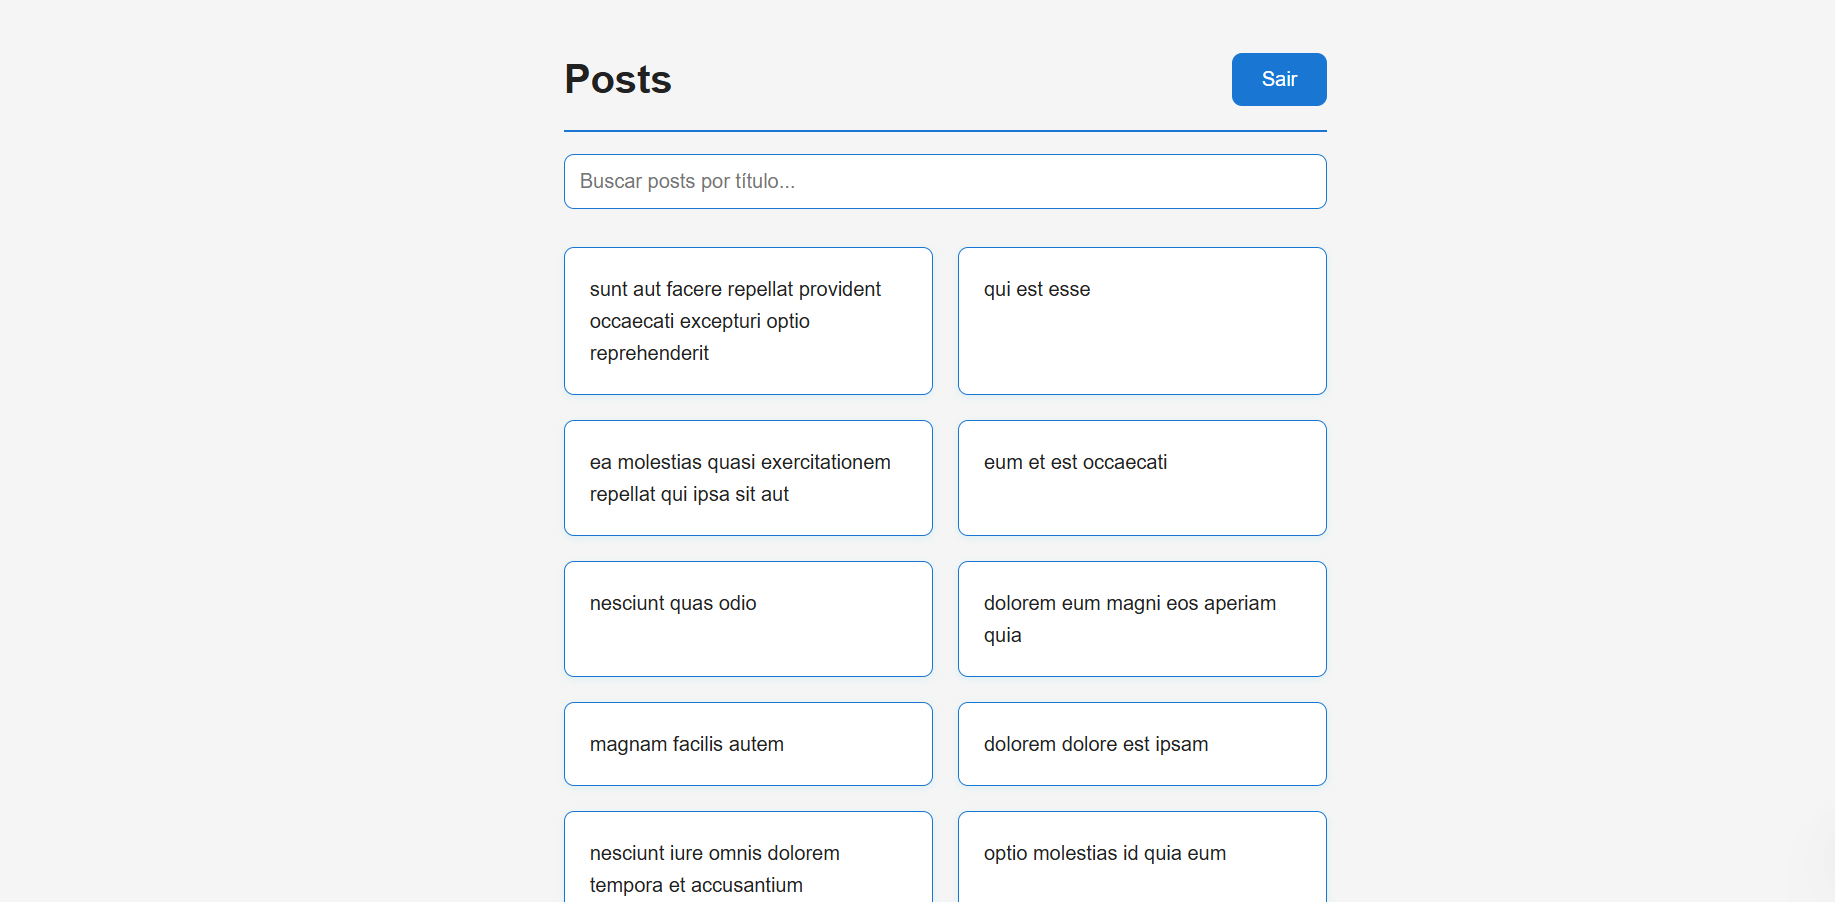 Posts
Sair
Buscar posts por título...
sunt aut facere repellat provident
occaecati excepturi optio
reprehenderit
qui est esse
ea molestias quasi exercitationem
repellat qui ipsa sit aut
eum et est occaecati
nesciunt quas odio
dolorem eum magni eos aperiam
quia
magnam facilis autem
dolorem dolore est ipsam
nesciunt iure omnis dolorem
tempora et accusantium
optio molestias id quia eum